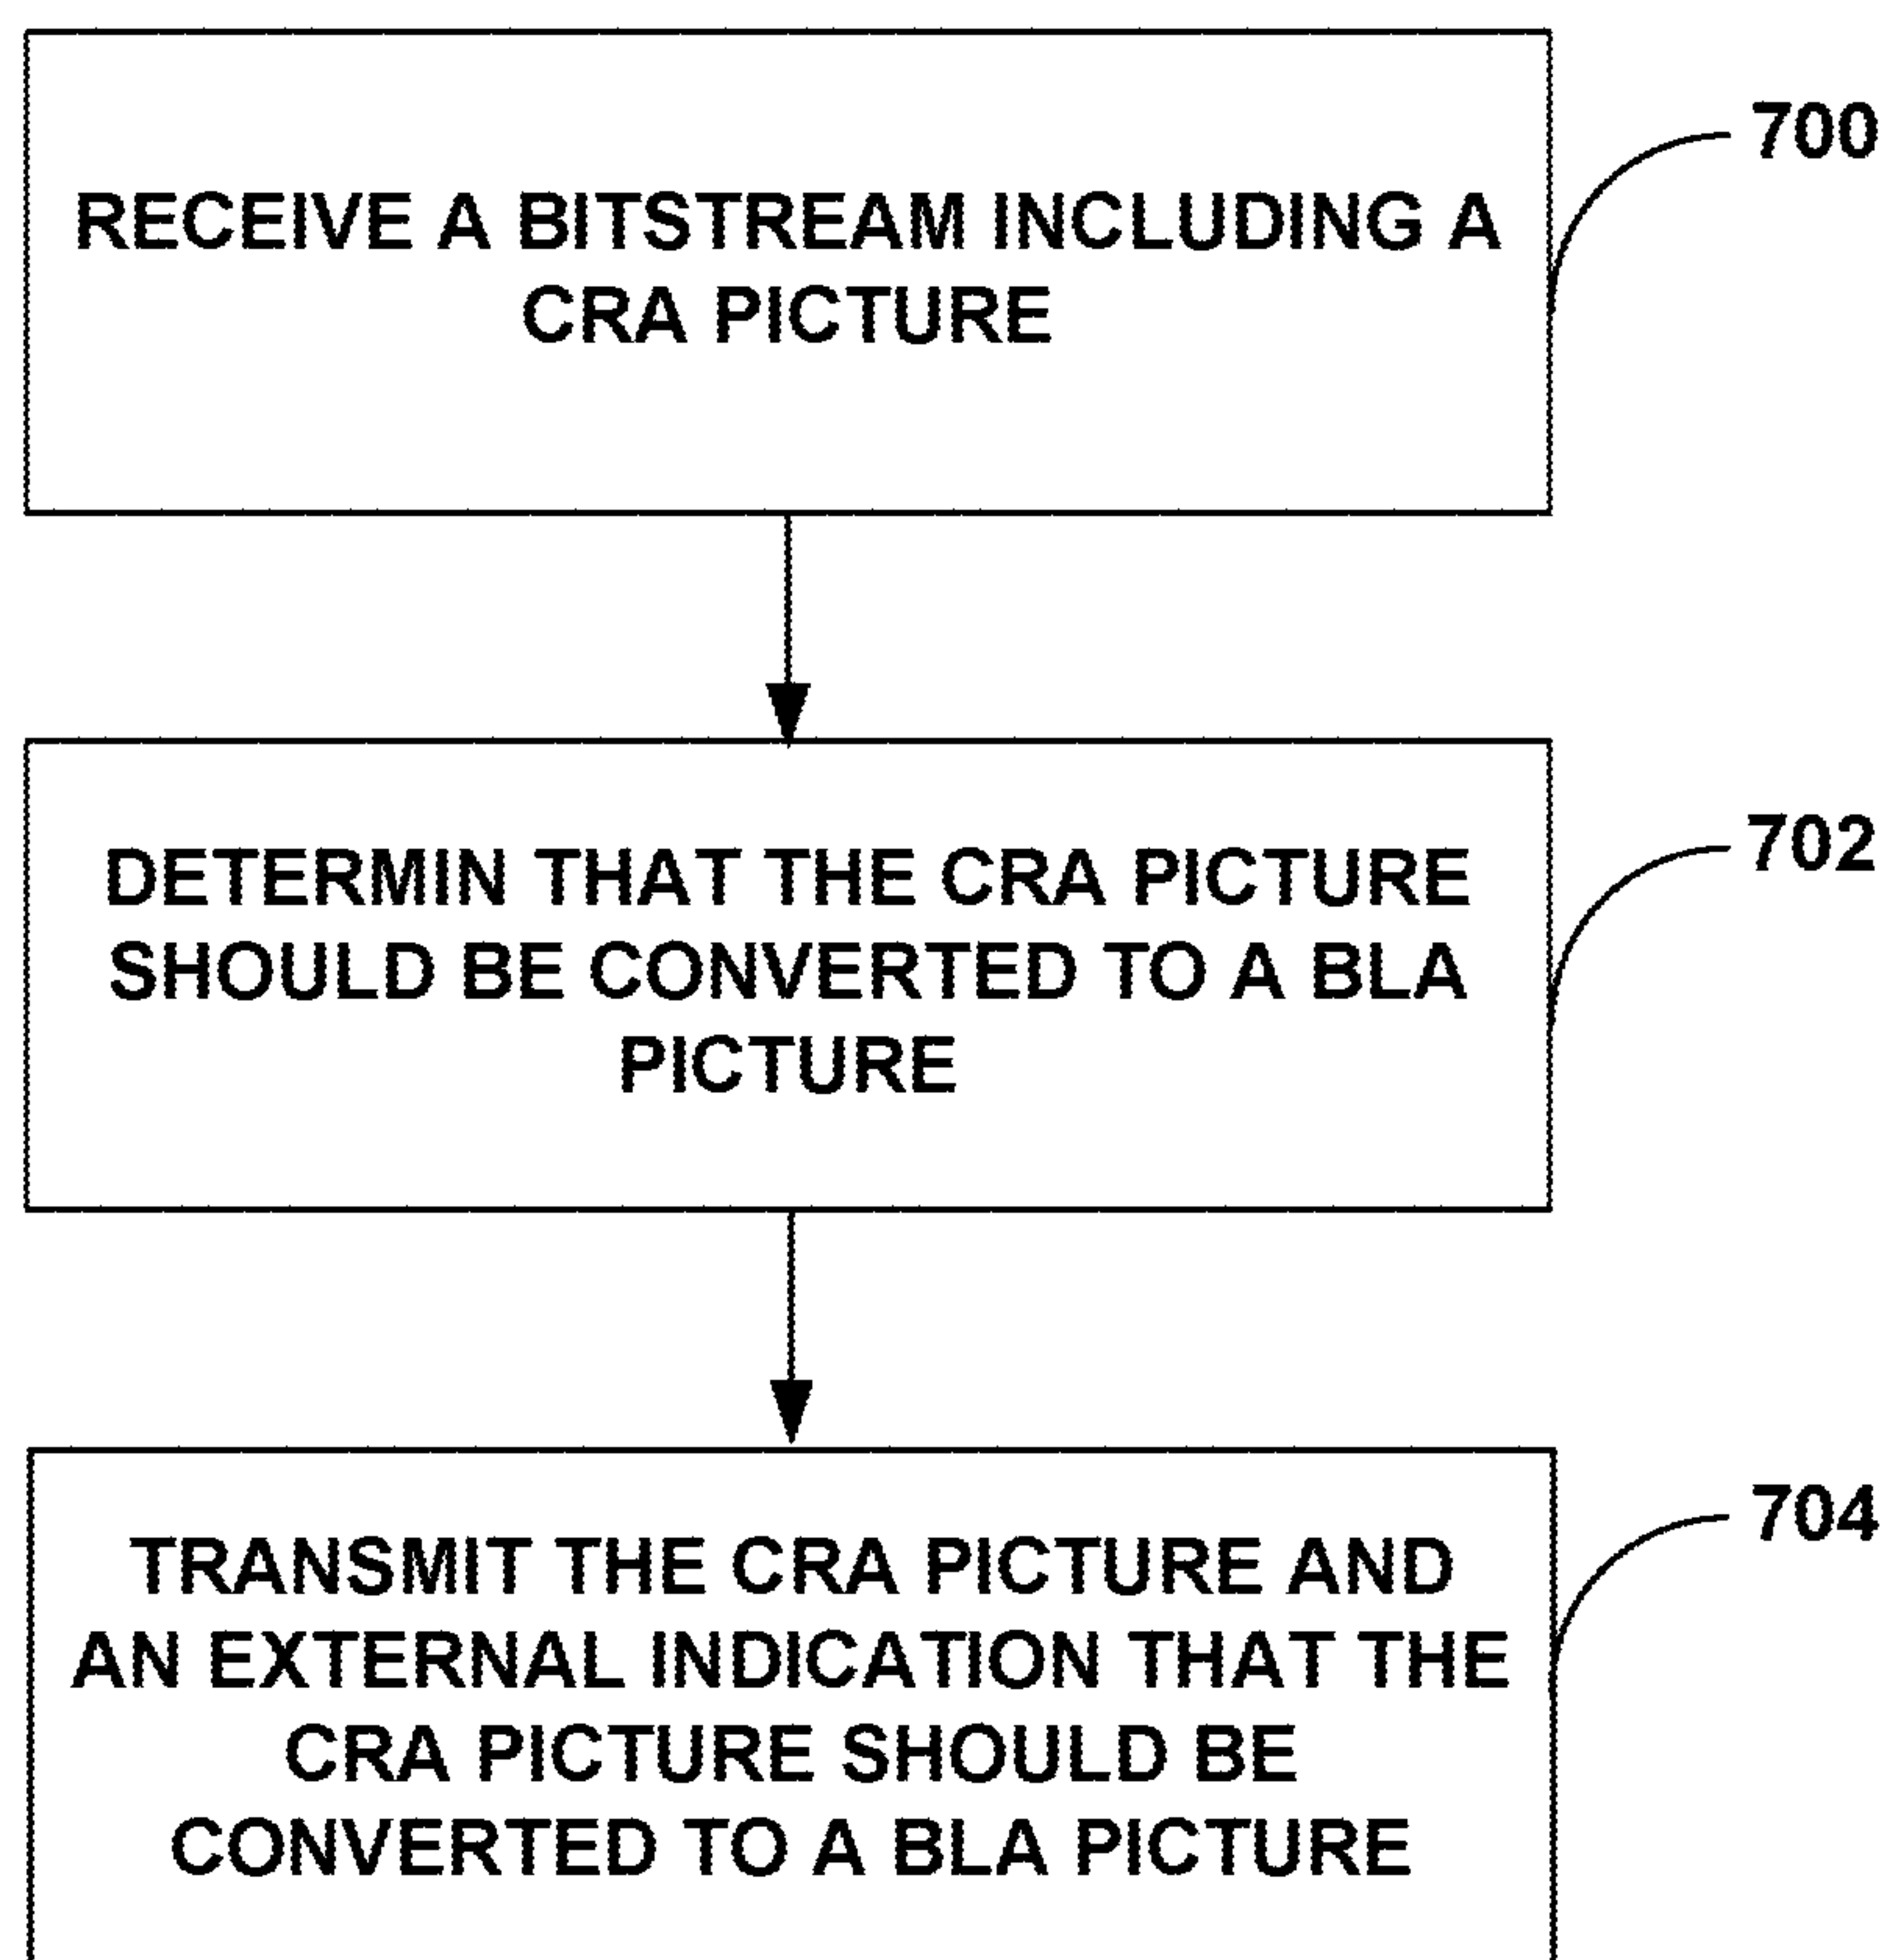 RECEIVE A BITSTREAM INCLUDING A
CRA PICTURE
700
DETERMIN THAT THE CRA PICTURE
SHOULD BE CONVERTED TO A BLA
PICTURE
702
TRANSMIT THE CRA PICTURE AND
AN EXTERNAL INDICATION THAT THE
CRA PICTURE SHOULD BE
CONVERTED TO A BLA PICTURE
704